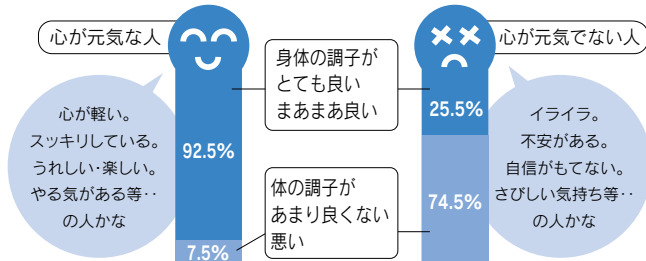 心が元気な人
心が軽い。
スッキリしている。
うれしい・楽しい。
やる気がある等‥
の人かな
92.5%
7.5%
身体の調子が
とても良い
まあまあ良い
体の調子が
あまり良くない
悪い
心が元気でない人
25.5%
74.5%
イライラ。
不安がある。
自信がもてない。
さびしい気持ち等‥
の人かな